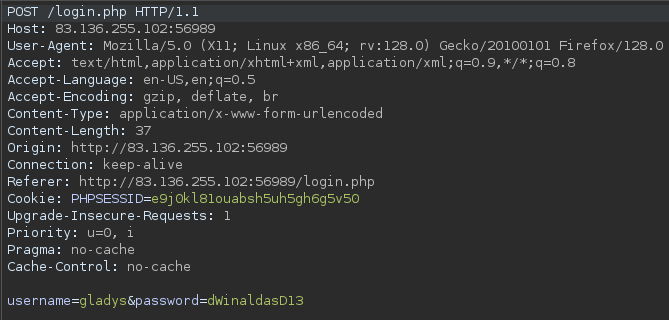 POST /login.php HTTP/1.1
Host: 83.136.255.102:56989
User-Agent: Mozilla/5.0 (X11; Linux x86_64; rv:128.0) Gecko/20100101 Firefox/128.0
Accept: text/html,application/xhtml+xml,application/xml;q=0.9,*/*;q=0.8
Accept-Language: en-US,en;q=0.5
Accept-Encoding: gzip, deflate, br
Content-Type: application/x-www-form-urlencoded
Content-Length: 37
Origin: http://83.136.255.102:56989
Connection: keep-alive
Referer: http://83.136.255.102:56989/login.php
Cookie: PHPSESSID=e9j0kl81ouabsh5uh5gh6g5v50
Upgrade-Insecure-Requests: 1
Priority: u=0, i
Pragma: no-cache
Cache-Control: no-cache
username=gladys&password=dWinaldasD13